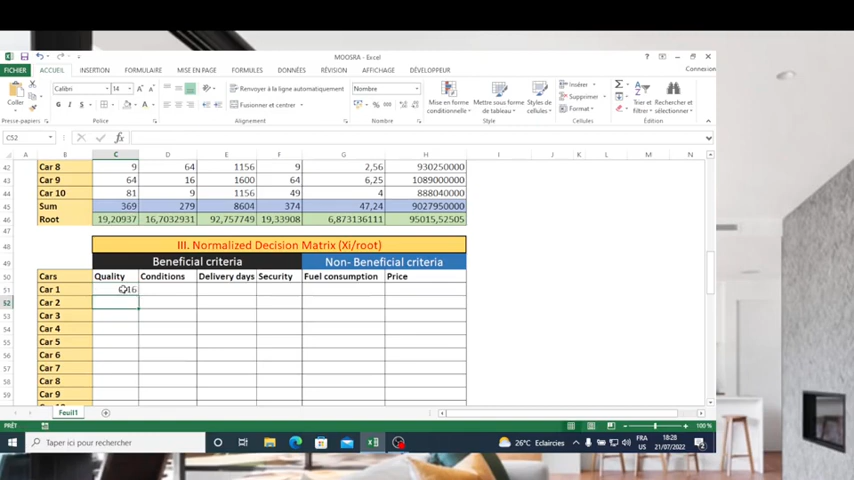 MOOSRA - Excel
FICHIER ACCUEIL INSERTION FORMULAIRE MISE EN PAGE FORMULES DONNÉES RÉVISION AFFICHAGE DÉVELOPPEUR Connexion
Coller
Calibri 14
Renvoyer à la ligne automatiquement
Fusionner et centrer
Nombre
Mise en forme conditionnelle
Mettre sous forme de tableau
Styles de cellules
Insérer
Supprimer
Format
Trier et filtrer
Rechercher et sélectionner
Presse-papiers Police Alignement Nombre Style Cellules Édition
C52 fx
A B C D E F G H I J K L M N
42 Car 8 9 64 1156 9 2,56 930250000
43 Car 9 64 16 1600 64 6,25 1089000000
44 Car 10 81 9 1156 49 4 888040000
45 Sum 369 279 8604 374 47,24 9027950000
46 Root 19,20937 16,7032931 92,757749 19,33908 6,873136111 95015,52505
48 III. Normalized Decision Matrix (Xi/root)
49 Beneficial criteria Non- Beneficial criteria
50 Cars Quality Conditions Delivery days Security Fuel consumption Price
51 Car 1
52 Car 2
53 Car 3
54 Car 4
55 Car 5
56 Car 6
57 Car 7
58 Car 8
59 Car 9
Feuil1
PRÊT 100 %
Taper ici pour rechercher
26°C Eclaircies
FRA
US
18:28
21/07/2022